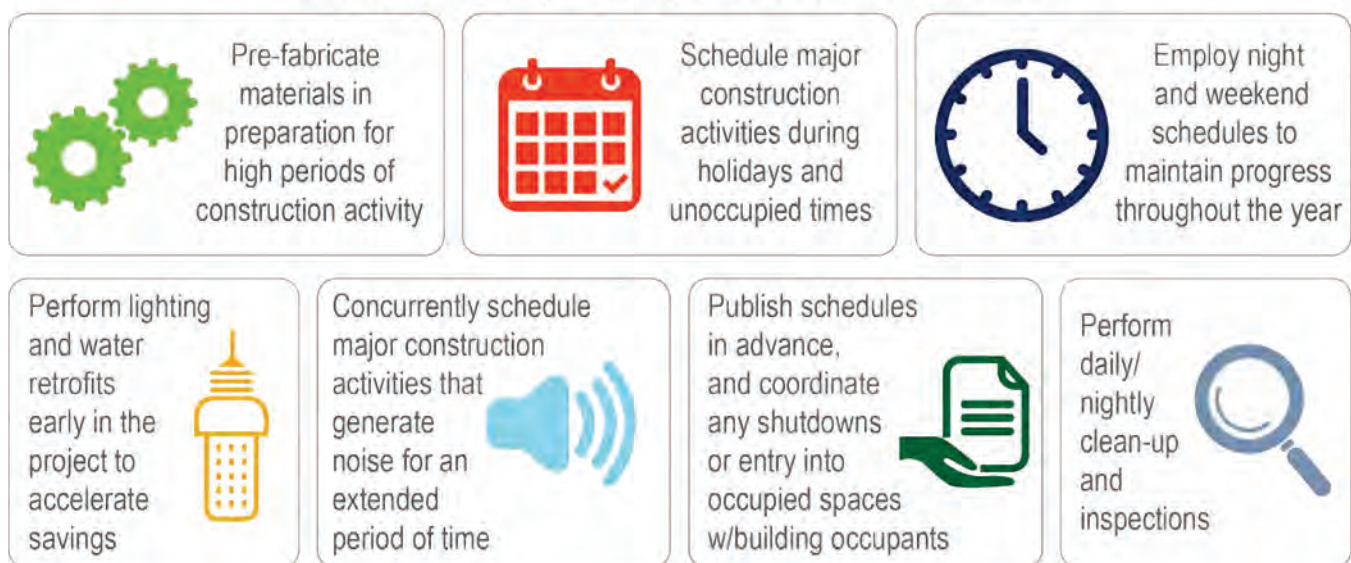 Pre-fabricate
materials in
preparation for
high periods of
construction activity
Schedule major
construction
activities during
holidays and
unoccupied times
Employ night
and weekend
schedules to
maintain progress
throughout the year
Perform lighting
and water
retrofits
early in the
project to
accelerate
savings
Concurrently schedule
major construction
activities that
generate
noise for an
extended
period of time
Publish schedules
in advance,
and coordinate
any shutdowns
or entry into
occupied spaces
w/building occupants
Perform
daily/
nightly
clean-up
and
inspections